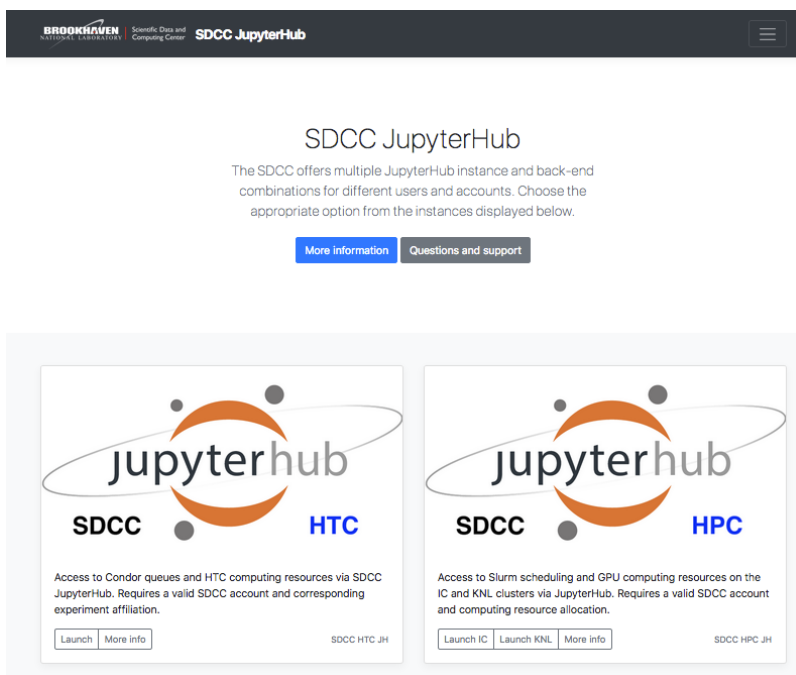 BROOKHAVEN
NATIONAL LABORATORY
Scientific Data and
Computing Center
SDCC JupyterHub
SDCC JupyterHub
The SDCC offers multiple JupyterHub instance and back-end
combinations for different users and accounts. Choose the
appropriate option from the instances displayed below.
More information
Questions and support
jupyterhub
SDCC HTC
Access to Condor queues and HTC computing resources via SDCC
JupyterHub. Requires a valid SDCC account and corresponding
experiment affiliation.
Launch More info SDCC HTC JH
jupyterhub
SDCC HPC
Access to Slurm scheduling and GPU computing resources on the
IC and KNL clusters via JupyterHub. Requires a valid SDCC account
and computing resource allocation.
Launch IC Launch KNL More info SDCC HPC JH